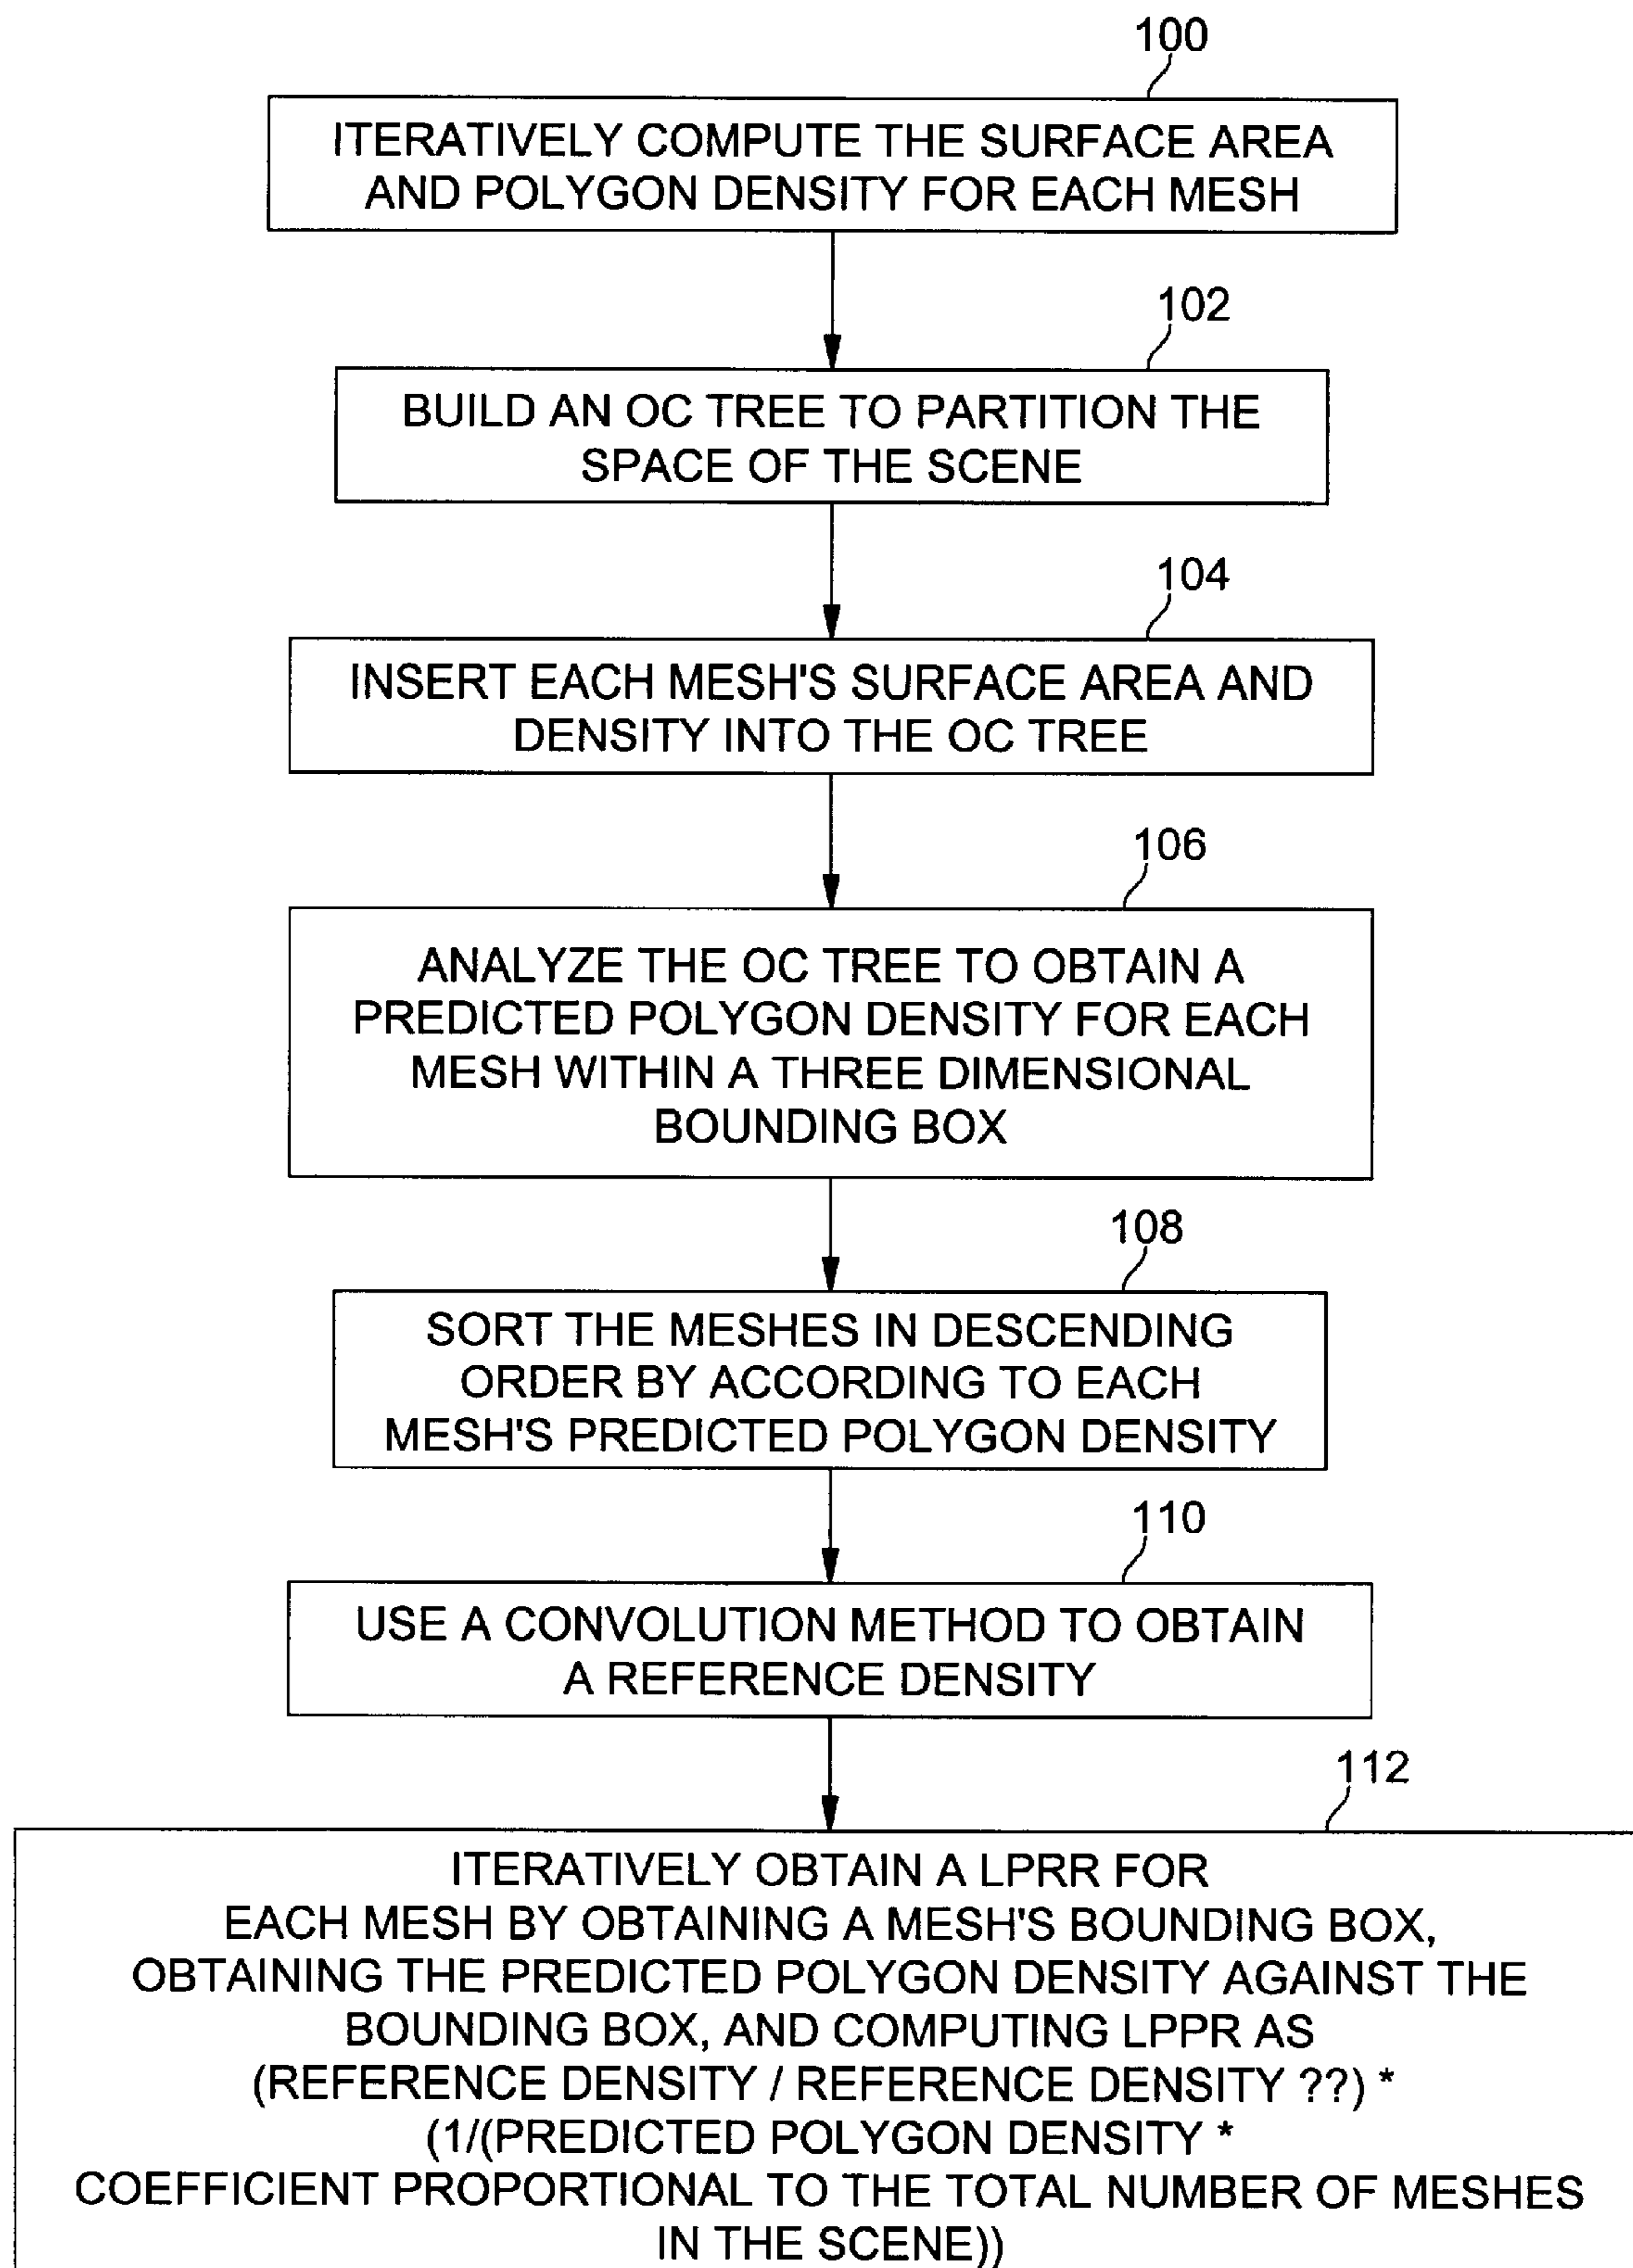 100
ITERATIVELY COMPUTE THE SURFACE AREA
AND POLYGON DENSITY FOR EACH MESH
102
BUILD AN OC TREE TO PARTITION THE
SPACE OF THE SCENE
104
INSERT EACH MESH'S SURFACE AREA AND
DENSITY INTO THE OC TREE
106
ANALYZE THE OC TREE TO OBTAIN A
PREDICTED POLYGON DENSITY FOR EACH
MESH WITHIN A THREE DIMENSIONAL
BOUNDING BOX
108
SORT THE MESHES IN DESCENDING
ORDER BY ACCORDING TO EACH
MESH'S PREDICTED POLYGON DENSITY
110
USE A CONVOLUTION METHOD TO OBTAIN
A REFERENCE DENSITY
112
ITERATIVELY OBTAIN A LPRR FOR
EACH MESH BY OBTAINING A MESH'S BOUNDING BOX,
OBTAINING THE PREDICTED POLYGON DENSITY AGAINST THE
BOUNDING BOX, AND COMPUTING LPPR AS
(REFERENCE DENSITY / REFERENCE DENSITY ??) *
(1/(PREDICTED POLYGON DENSITY *
COEFFICIENT PROPORTIONAL TO THE TOTAL NUMBER OF MESHES
IN THE SCENE))